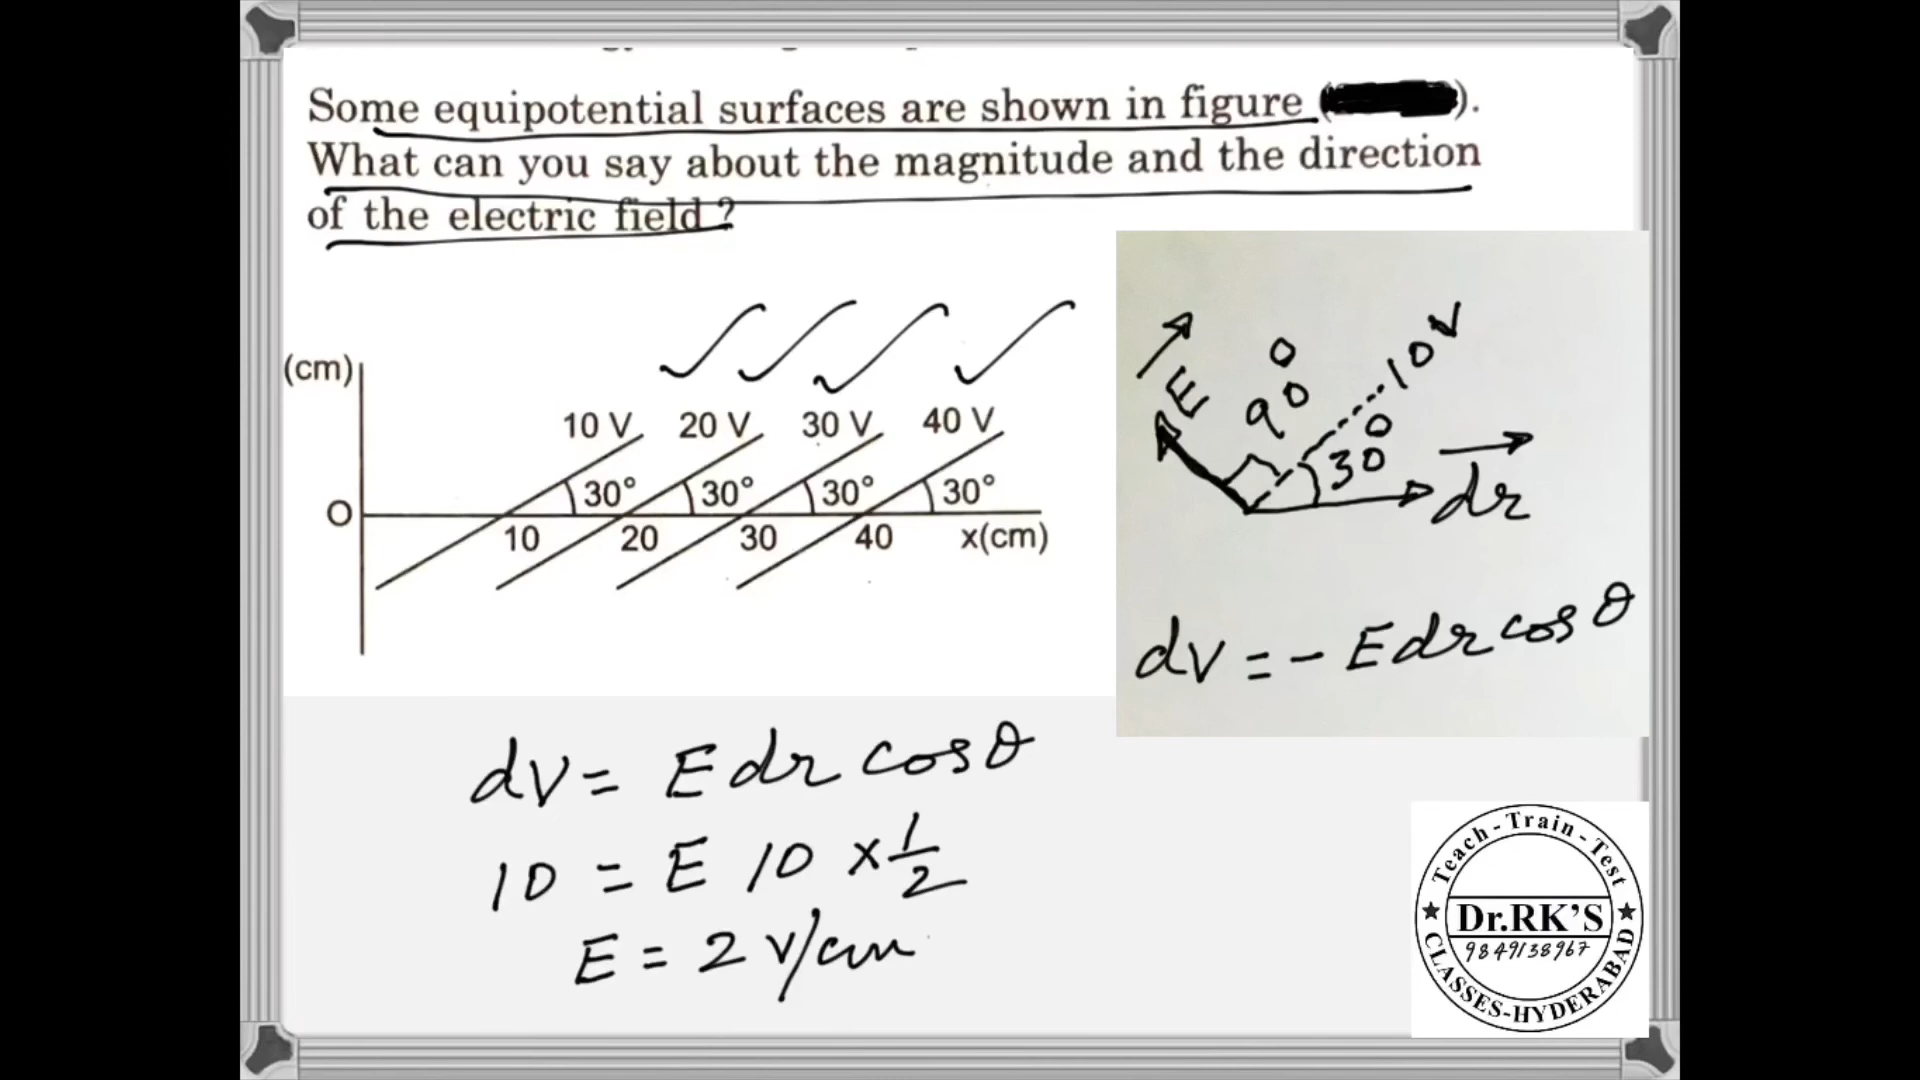 Some equipotential surfaces are shown in figure ( ).
What can you say about the magnitude and the direction
of the electric field ?
(cm)
10 V 20 V 30 V 40 V
30° 30° 30° 30°
O
10 20 30 40 x(cm)
E
90°
10V
30°
dr
dV = - E dr cos θ
dV = E dr cos θ
10 = E 10 × 1/2
E = 2 V/cm
Teach-Train-Test
★ Dr.RK'S ★
9849138967
CLASSES-HYDERABAD